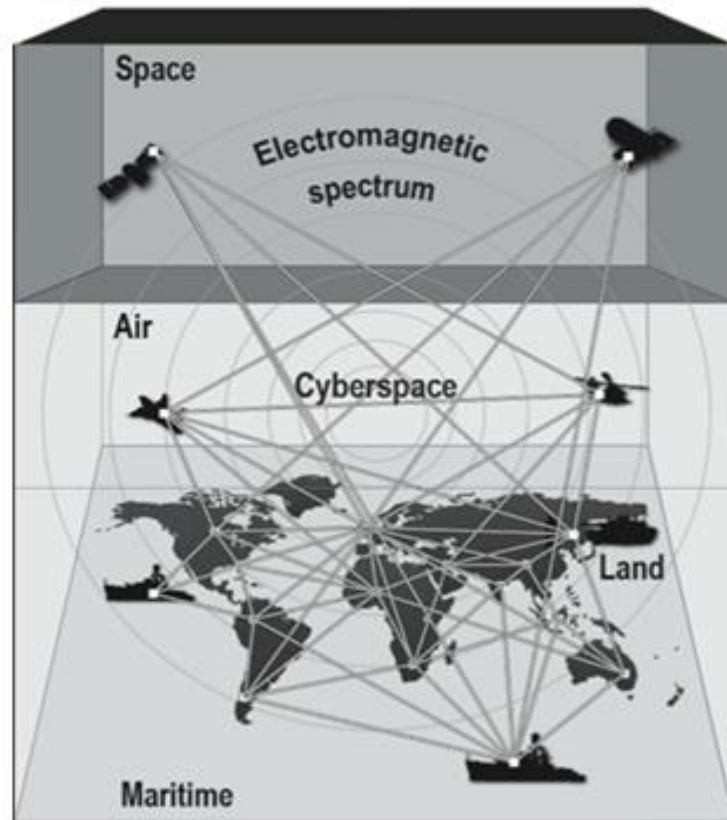 Space
Electromagnetic
spectrum
Air
Cyberspace
Land
Maritime